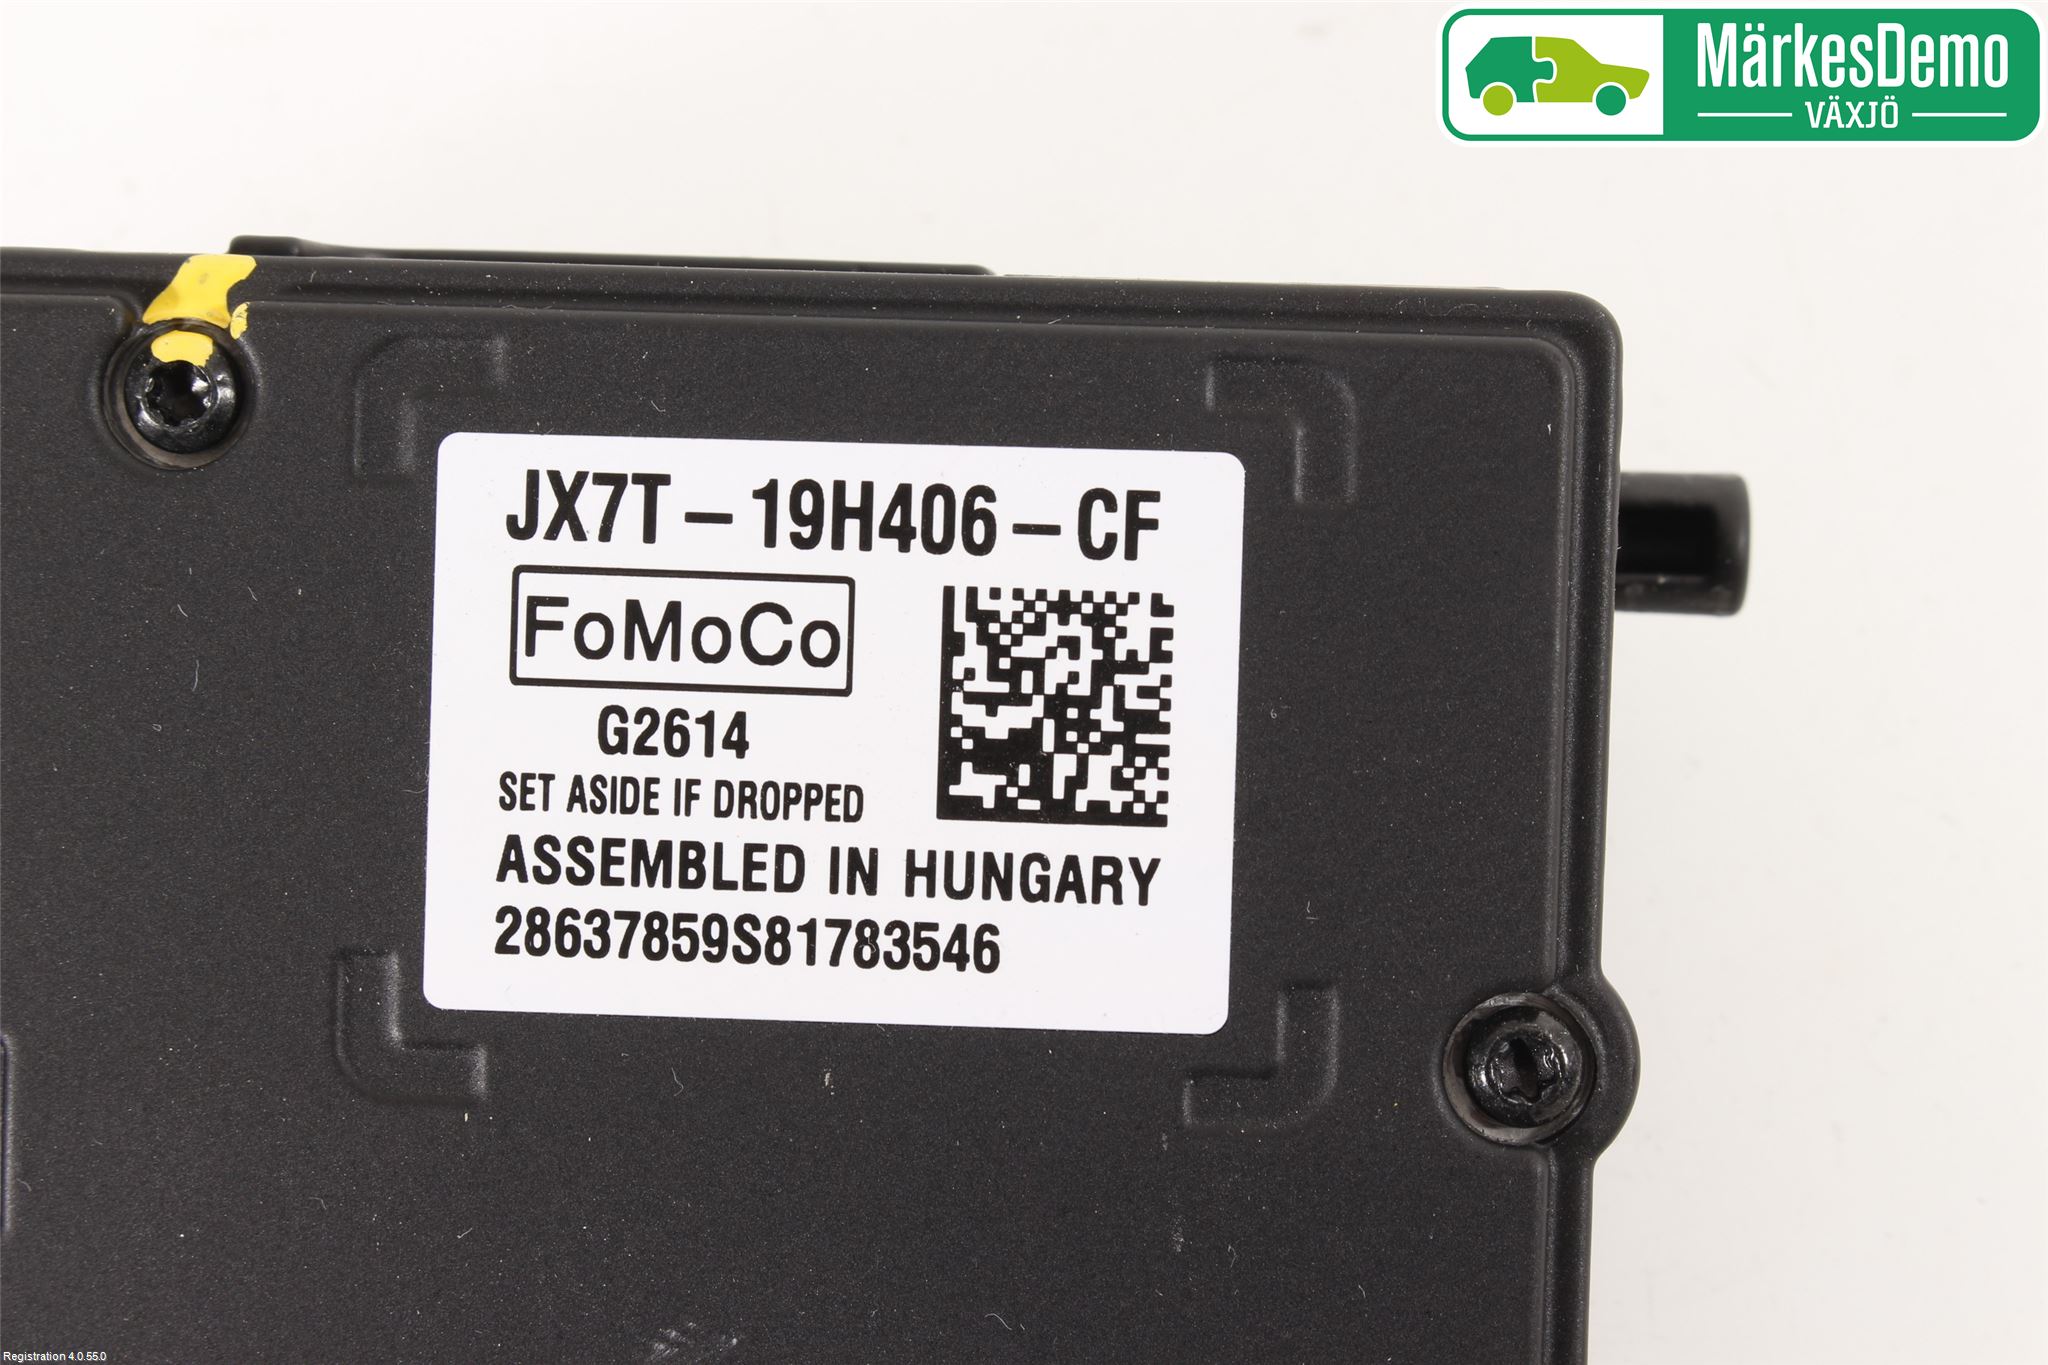 MärkesDemo
VÄXJÖ
JX7T-19H406-CF
FoMoCo
G2614
SET ASIDE IF DROPPED
ASSEMBLED IN HUNGARY
28637859S81783546
Registration 4.0.55.0